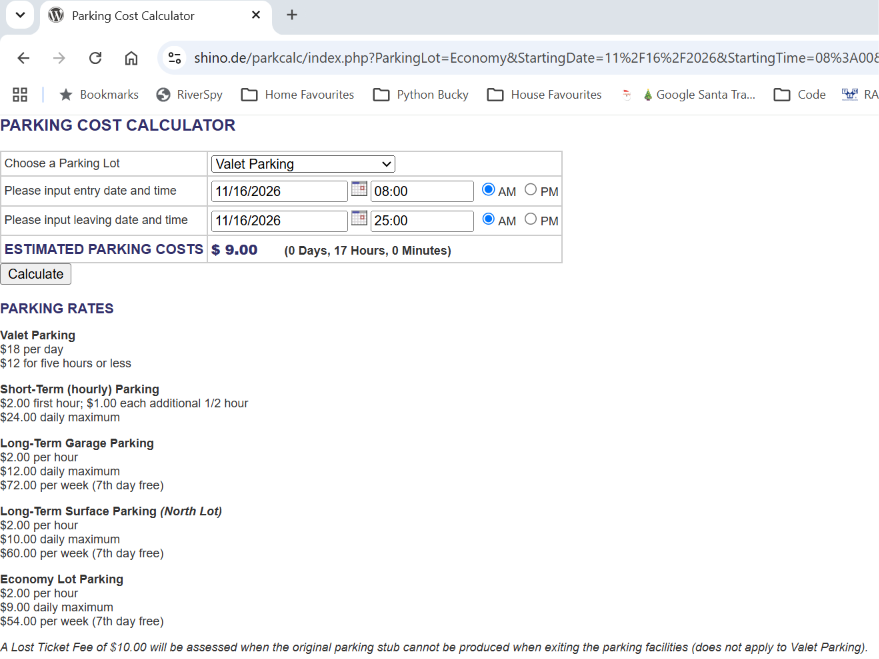 Parking Cost Calculator
shino.de/parkcalc/index.php?ParkingLot=Economy&StartingDate=11%2F16%2F2026&StartingTime=08%3A00&
Bookmarks RiverSpy Home Favourites Python Bucky House Favourites Google Santa Tra... Code RA
PARKING COST CALCULATOR
Choose a Parking Lot Valet Parking
Please input entry date and time 11/16/2026 08:00 AM PM
Please input leaving date and time 11/16/2026 25:00 AM PM
ESTIMATED PARKING COSTS $ 9.00 (0 Days, 17 Hours, 0 Minutes)
Calculate
PARKING RATES
Valet Parking
$18 per day
$12 for five hours or less
Short-Term (hourly) Parking
$2.00 first hour; $1.00 each additional 1/2 hour
$24.00 daily maximum
Long-Term Garage Parking
$2.00 per hour
$12.00 daily maximum
$72.00 per week (7th day free)
Long-Term Surface Parking (North Lot)
$2.00 per hour
$10.00 daily maximum
$60.00 per week (7th day free)
Economy Lot Parking
$2.00 per hour
$9.00 daily maximum
$54.00 per week (7th day free)
A Lost Ticket Fee of $10.00 will be assessed when the original parking stub cannot be produced when exiting the parking facilities (does not apply to Valet Parking).